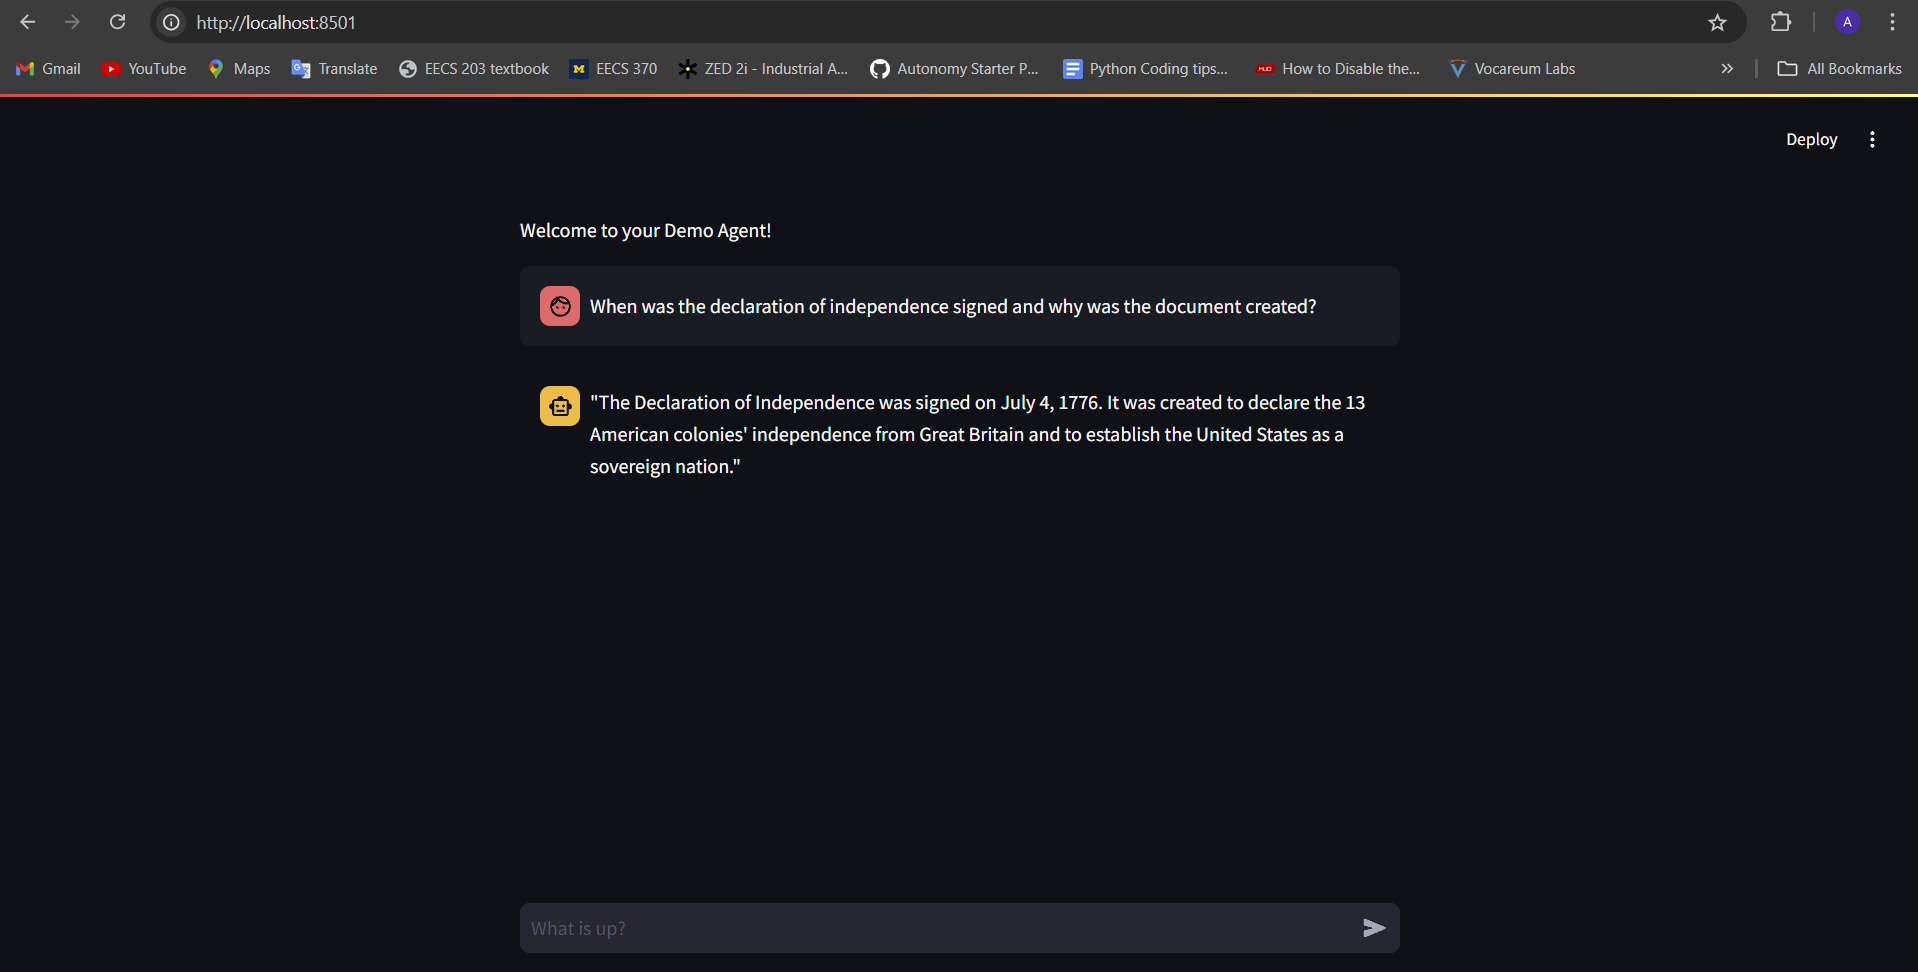 http://localhost:8501
A
Gmail YouTube Maps Translate EECS 203 textbook M EECS 370 ZED 2i - Industrial A... Autonomy Starter P... Python Coding tips... How to Disable the... Vocareum Labs » All Bookmarks
Deploy
Welcome to your Demo Agent!
When was the declaration of independence signed and why was the document created?
"The Declaration of Independence was signed on July 4, 1776. It was created to declare the 13
American colonies' independence from Great Britain and to establish the United States as a
sovereign nation."
What is up?